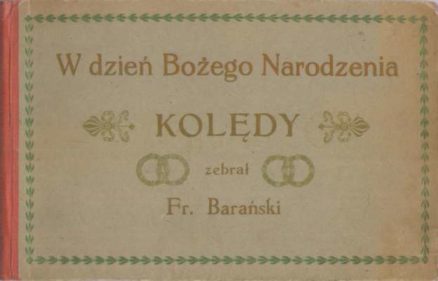 W dzień Bożego Narodzenia
KOLĘDY
zebrał
Fr. Barański